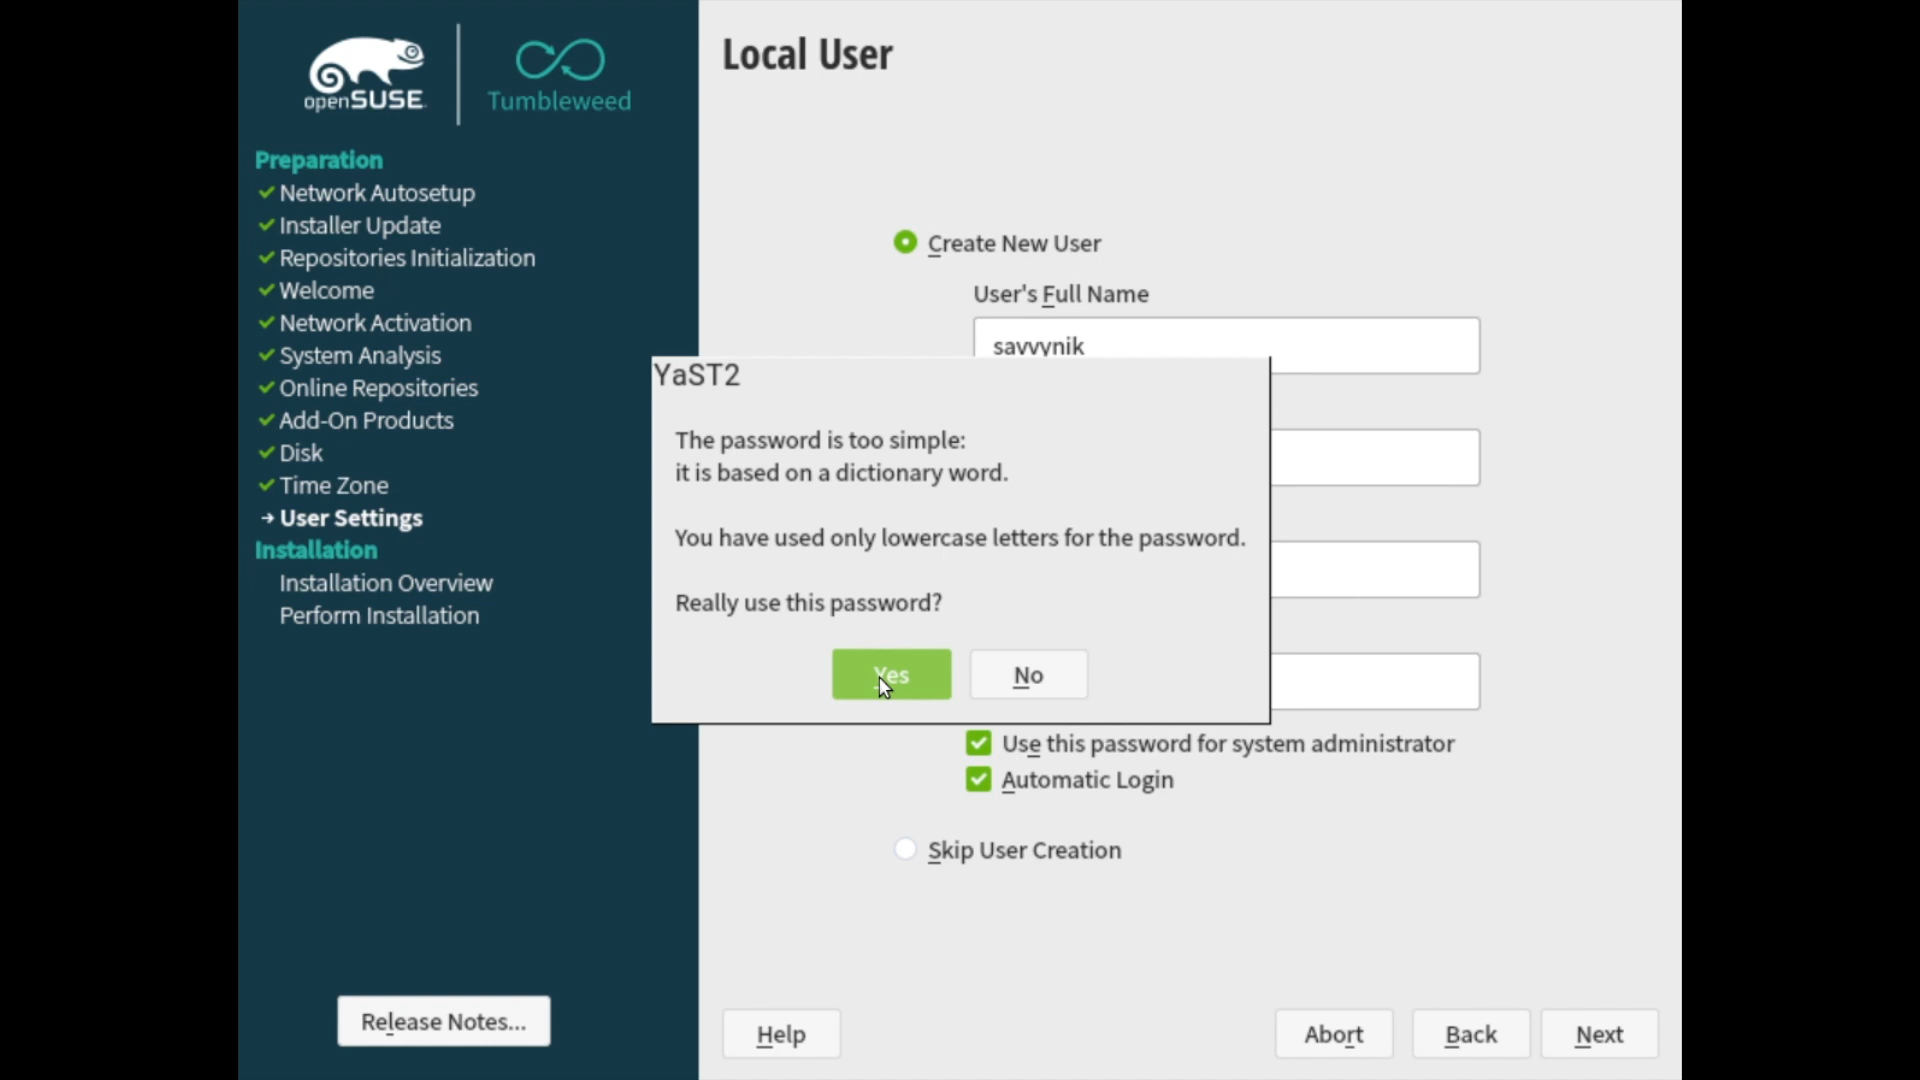 openSUSE
Tumbleweed
Preparation
Network Autosetup
Installer Update
Repositories Initialization
Welcome
Network Activation
System Analysis
Online Repositories
Add-On Products
Disk
Time Zone
User Settings
Installation
Installation Overview
Perform Installation
Release Notes...
Local User
Create New User
User's Full Name
savvynik
YaST2
The password is too simple:
it is based on a dictionary word.
You have used only lowercase letters for the password.
Really use this password?
Yes No
Use this password for system administrator
Automatic Login
Skip User Creation
Help Abort Back Next